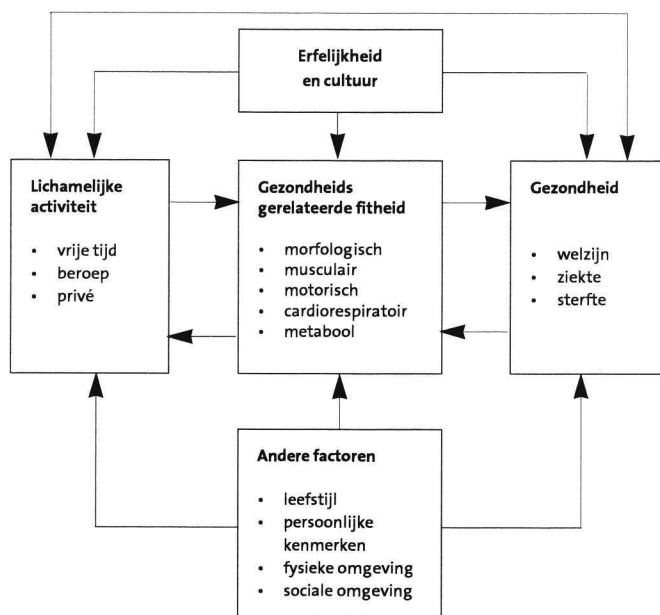 Erfelijkheid
en cultuur
Lichamelijke
activiteit
• vrije tijd
• beroep
• privé
Gezondheids
gerelateerde fitheid
• morfologisch
• musculair
• motorisch
• cardiorespiratoir
• metabool
Gezondheid
• welzijn
• ziekte
• sterfte
Andere factoren
• leefstijl
• persoonlijke
kenmerken
• fysieke omgeving
• sociale omgeving